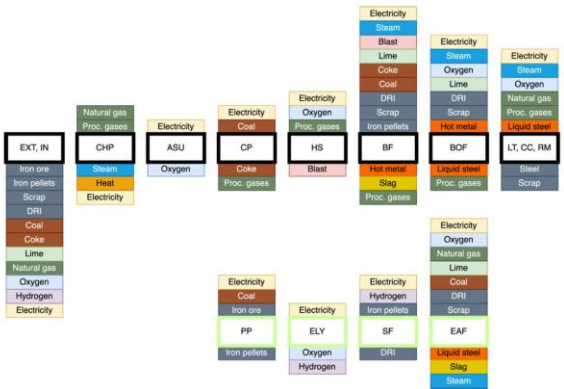 Electricity
Steam
Blast
Lime
Coke
Coal
DRI
Scrap
Iron pellets
BF
Hot metal
Slag
Proc. gases
Electricity
Steam
Oxygen
Lime
DRI
Scrap
Hot metal
BOF
Liquid steel
Proc. gases
Electricity
Steam
Oxygen
Natural gas
Proc. gases
Liquid steel
LT, CC, RM
Steel
Scrap
EXT, IN
Iron ore
Iron pellets
Scrap
DRI
Coal
Coke
Lime
Natural gas
Oxygen
Hydrogen
Electricity
Natural gas
Proc. gases
CHP
Steam
Heat
Electricity
Electricity
ASU
Oxygen
Electricity
Coal
CP
Coke
Proc. gases
Electricity
Oxygen
Proc. gases
HS
Blast
Electricity
Coal
Iron ore
PP
Iron pellets
Electricity
ELY
Oxygen
Hydrogen
Electricity
Hydrogen
Iron pellets
SF
DRI
Electricity
Oxygen
Natural gas
Lime
Coal
DRI
Scrap
EAF
Liquid steel
Slag
Steam